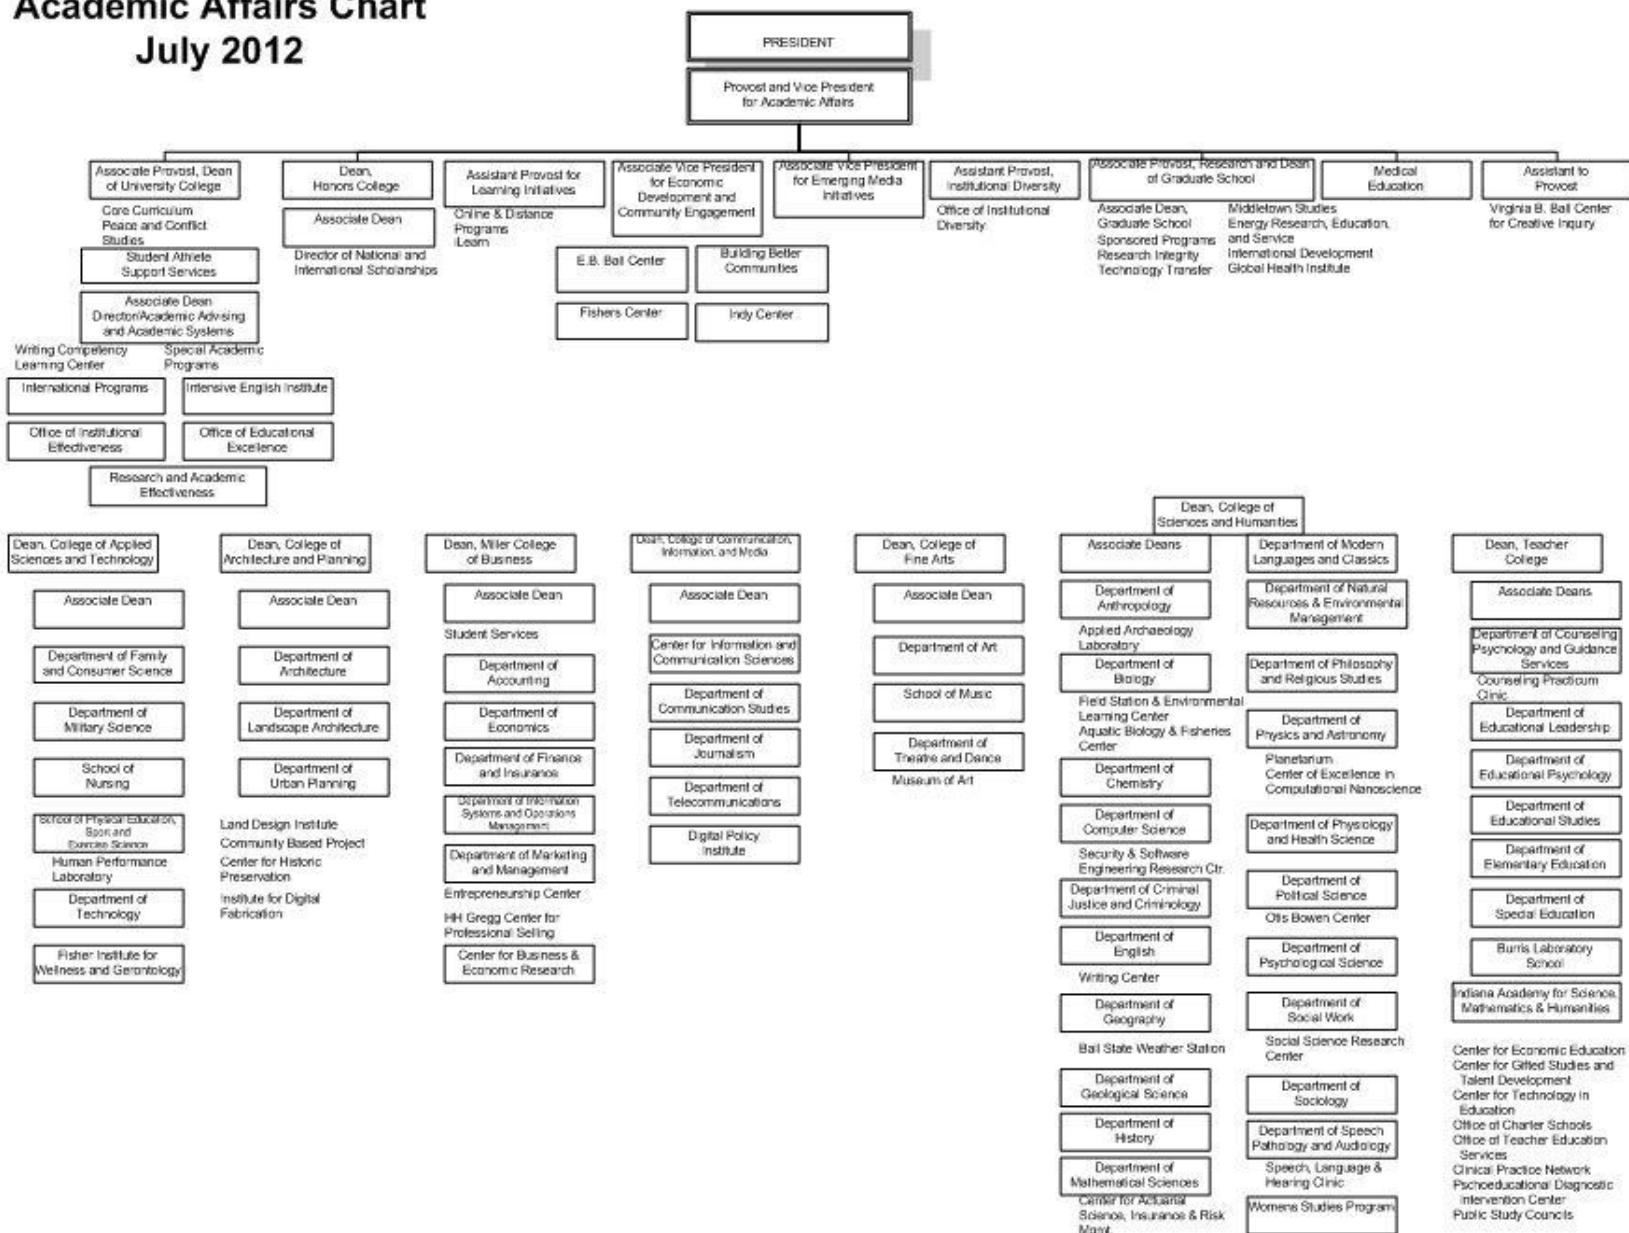 Academic Affairs Chart
July 2012
PRESIDENT
Provost and Vice President
for Academic Affairs
Associate Provost, Dean
of University College
Core Curriculum
Peace and Conflict
Studies
Student Athlete
Support Services
Associate Dean
Director/Academic Advising
and Academic Systems
Writing Competency
Learning Center
Special Academic
Programs
International Programs
Intensive English Institute
Office of Institutional
Effectiveness
Office of Educational
Excellence
Research and Academic
Effectiveness
Dean,
Honors College
Associate Dean
Director of National and
International Scholarships
Assistant Provost for
Learning Initiatives
Online & Distance
Programs
iLearn
Associate Vice President
for Economic
Development and
Community Engagement
E.B. Ball Center
Building Better
Communities
Fishers Center
Indy Center
Associate Vice President
for Emerging Media
Initiatives
Assistant Provost,
Institutional Diversity
Office of Institutional
Diversity
Associate Provost, Research and Dean
of Graduate School
Associate Dean,
Graduate School
Sponsored Programs
Research Integrity
Technology Transfer
Middletown Studies
Energy Research, Education,
and Service
International Development
Global Health Institute
Medical
Education
Assistant to
Provost
Virginia B. Ball Center
for Creative Inquiry
Dean, College of Applied
Sciences and Technology
Associate Dean
Department of Family
and Consumer Science
Department of
Military Science
School of
Nursing
School of Physical Education,
Sport and
Exercise Science
Human Performance
Laboratory
Department of
Technology
Fisher Institute for
Wellness and Gerontology
Dean, College of
Architecture and Planning
Associate Dean
Department of
Architecture
Department of
Landscape Architecture
Department of
Urban Planning
Land Design Institute
Community Based Project
Center for Historic
Preservation
Institute for Digital
Fabrication
Dean, Miller College
of Business
Associate Dean
Student Services
Department of
Accounting
Department of
Economics
Department of Finance
and Insurance
Department of Information
Systems and Operations
Management
Department of Marketing
and Management
Entrepreneurship Center
HH Gregg Center for
Professional Selling
Center for Business &
Economic Research
Dean, College of Communication,
Information, and Media
Associate Dean
Center for Information and
Communication Sciences
Department of
Communication Studies
Department of
Journalism
Department of
Telecommunications
Digital Policy
Institute
Dean, College of
Fine Arts
Associate Dean
Department of Art
School of Music
Department of
Theatre and Dance
Museum of Art
Dean, College of
Sciences and Humanities
Associate Deans
Department of
Anthropology
Applied Archaeology
Laboratory
Department of
Biology
Field Station & Environmental
Learning Center
Aquatic Biology & Fisheries
Center
Department of
Chemistry
Department of
Computer Science
Security & Software
Engineering Research Ctr.
Department of Criminal
Justice and Criminology
Department of
English
Writing Center
Department of
Geography
Ball State Weather Station
Department of
Geological Science
Department of
History
Department of
Mathematical Sciences
Center for Actuarial
Science, Insurance & Risk
Mgmt.
Department of Modern
Languages and Classics
Department of Natural
Resources & Environmental
Management
Department of Philosophy
and Religious Studies
Department of
Physics and Astronomy
Planetarium
Center of Excellence in
Computational Nanoscience
Department of Physiology
and Health Science
Department of
Political Science
Otis Bowen Center
Department of
Psychological Science
Department of
Social Work
Social Science Research
Center
Department of
Sociology
Department of Speech
Pathology and Audiology
Speech, Language &
Hearing Clinic
Womens Studies Program
Dean, Teacher
College
Associate Deans
Department of Counseling
Psychology and Guidance
Services
Counseling Practicum
Clinic
Department of
Educational Leadership
Department of
Educational Psychology
Department of
Educational Studies
Department of
Elementary Education
Department of
Special Education
Burris Laboratory
School
Indiana Academy for Science,
Mathematics & Humanities
Center for Economic Education
Center for Gifted Studies and
Talent Development
Center for Technology in
Education
Office of Charter Schools
Office of Teacher Education
Services
Clinical Practice Network
Pschoeducational Diagnostic
Intervention Center
Public Study Councils